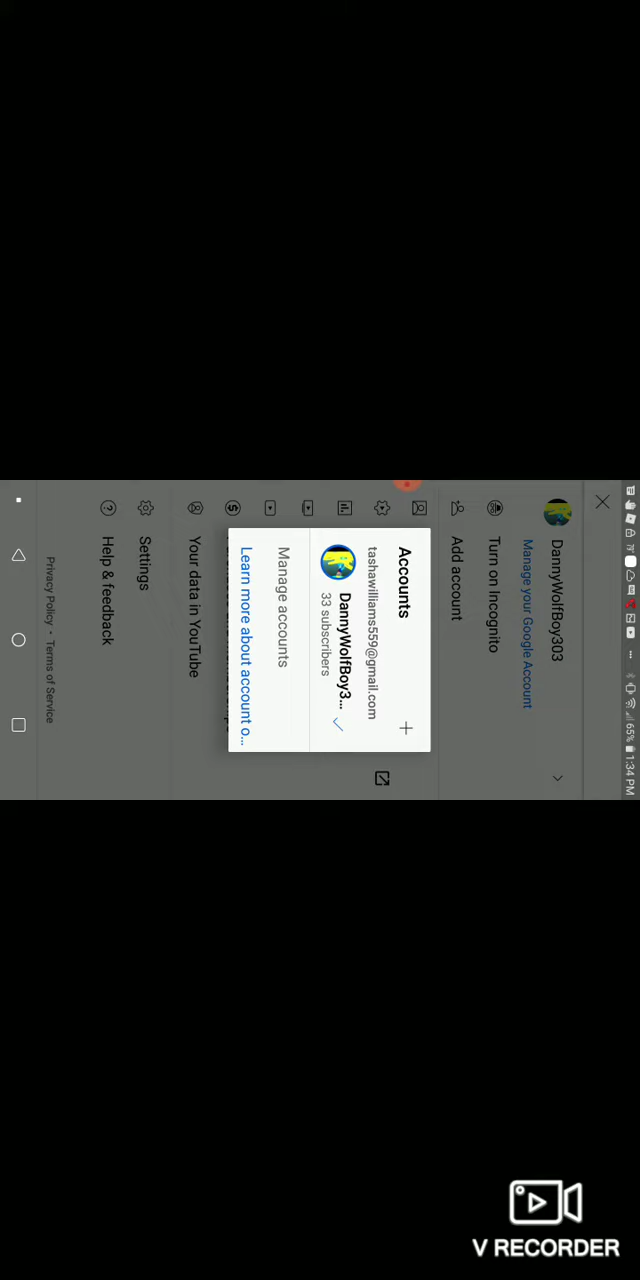 1:34 PM
65%
DannyWolfBoy303
Manage your Google Account
Turn on Incognito
Add account
Accounts
tashawilliams559@gmail.com
DannyWolfBoy3...
33 subscribers
Manage accounts
Learn more about account o...
Your data in YouTube
Settings
Help & feedback
Privacy Policy • Terms of Service
V RECORDER